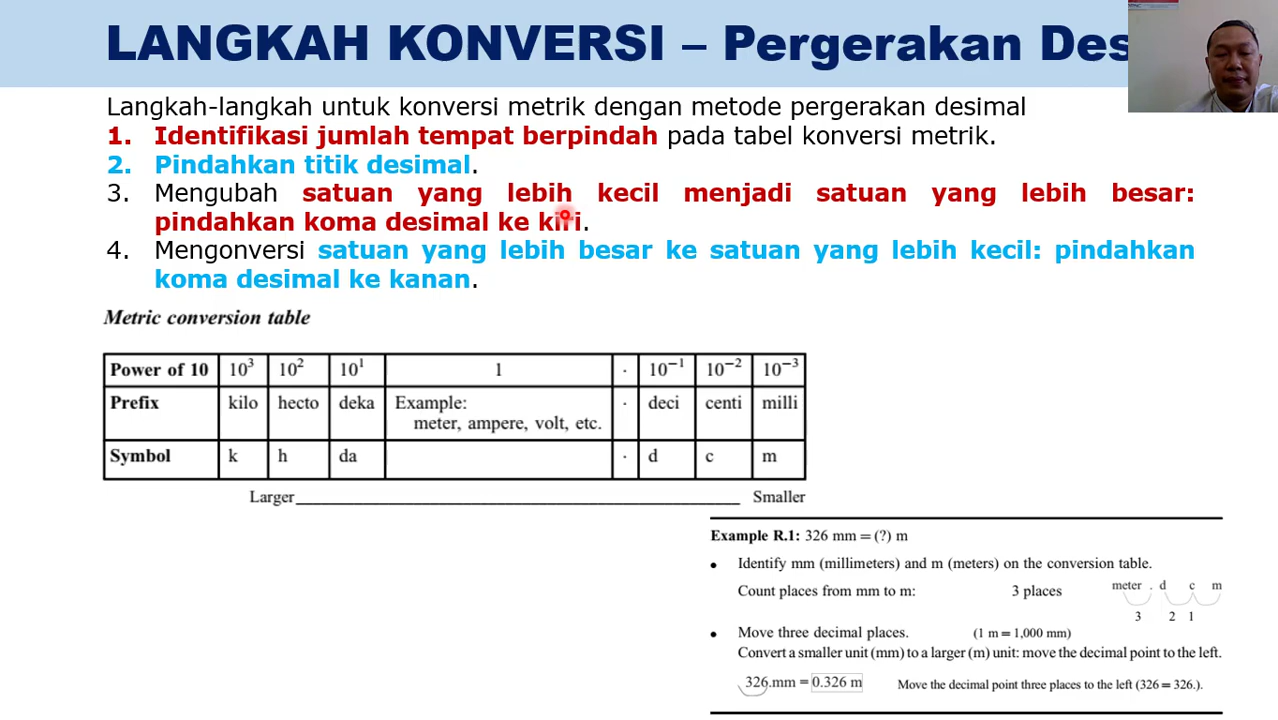 LANGKAH KONVERSI – Pergerakan Des
Langkah-langkah untuk konversi metrik dengan metode pergerakan desimal
1. Identifikasi jumlah tempat berpindah pada tabel konversi metrik.
2. Pindahkan titik desimal.
3. Mengubah satuan yang lebih kecil menjadi satuan yang lebih besar:
pindahkan koma desimal ke kiri.
4. Mengonversi satuan yang lebih besar ke satuan yang lebih kecil: pindahkan
koma desimal ke kanan.
Metric conversion table
Power of 10 10³ 10² 10¹ 1 . 10⁻¹ 10⁻² 10⁻³
Prefix kilo hecto deka Example: . deci centi milli
meter, ampere, volt, etc.
Symbol k h da . d c m
Larger Smaller
Example R.1: 326 mm = (?) m
• Identify mm (millimeters) and m (meters) on the conversion table.
Count places from mm to m: 3 places meter . d c m
3 2 1
• Move three decimal places. (1 m = 1,000 mm)
Convert a smaller unit (mm) to a larger (m) unit: move the decimal point to the left.
326.mm = 0.326 m Move the decimal point three places to the left (326 = 326.).